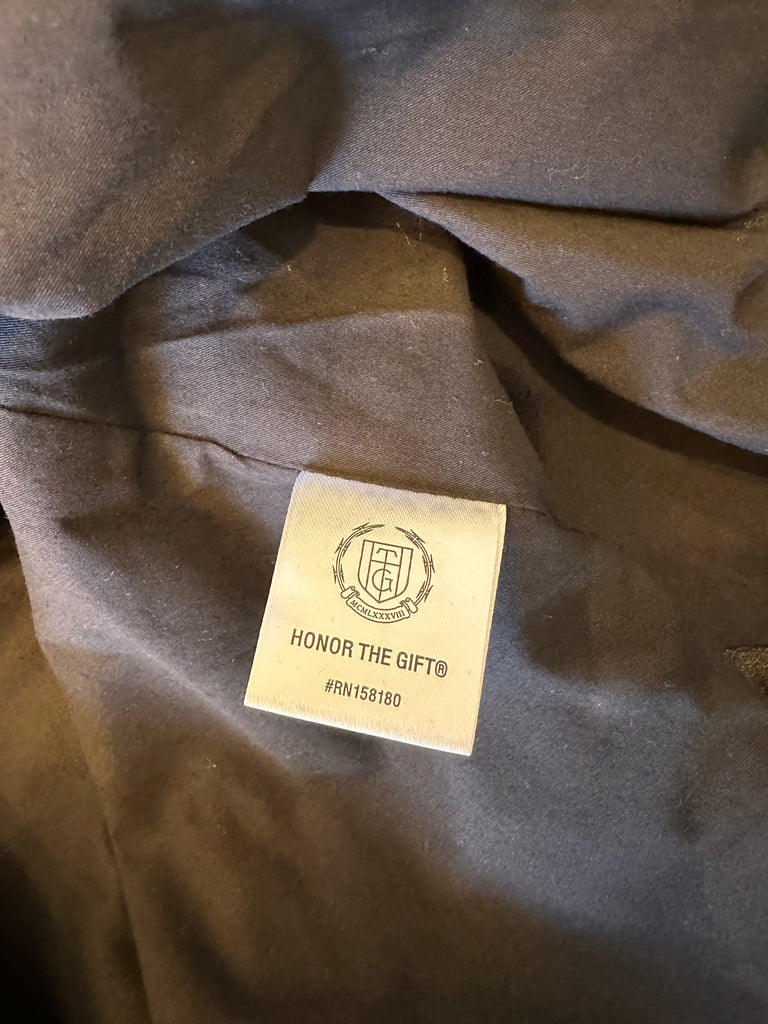 HTG
MCMLXXXVIII
HONOR THE GIFT®
#RN158180